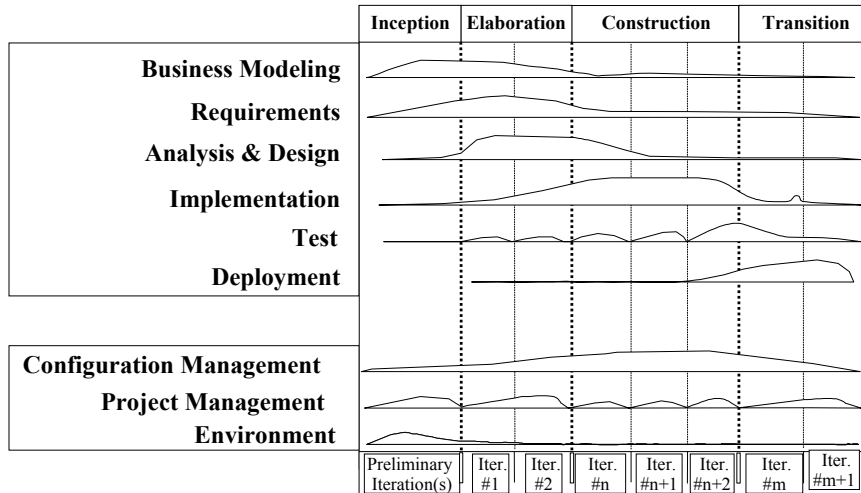 Inception Elaboration Construction Transition
Business Modeling
Requirements
Analysis & Design
Implementation
Test
Deployment
Configuration Management
Project Management
Environment
Preliminary Iteration(s)
Iter. #1
Iter. #2
Iter. #n
Iter. #n+1
Iter. #n+2
Iter. #m
Iter. #m+1